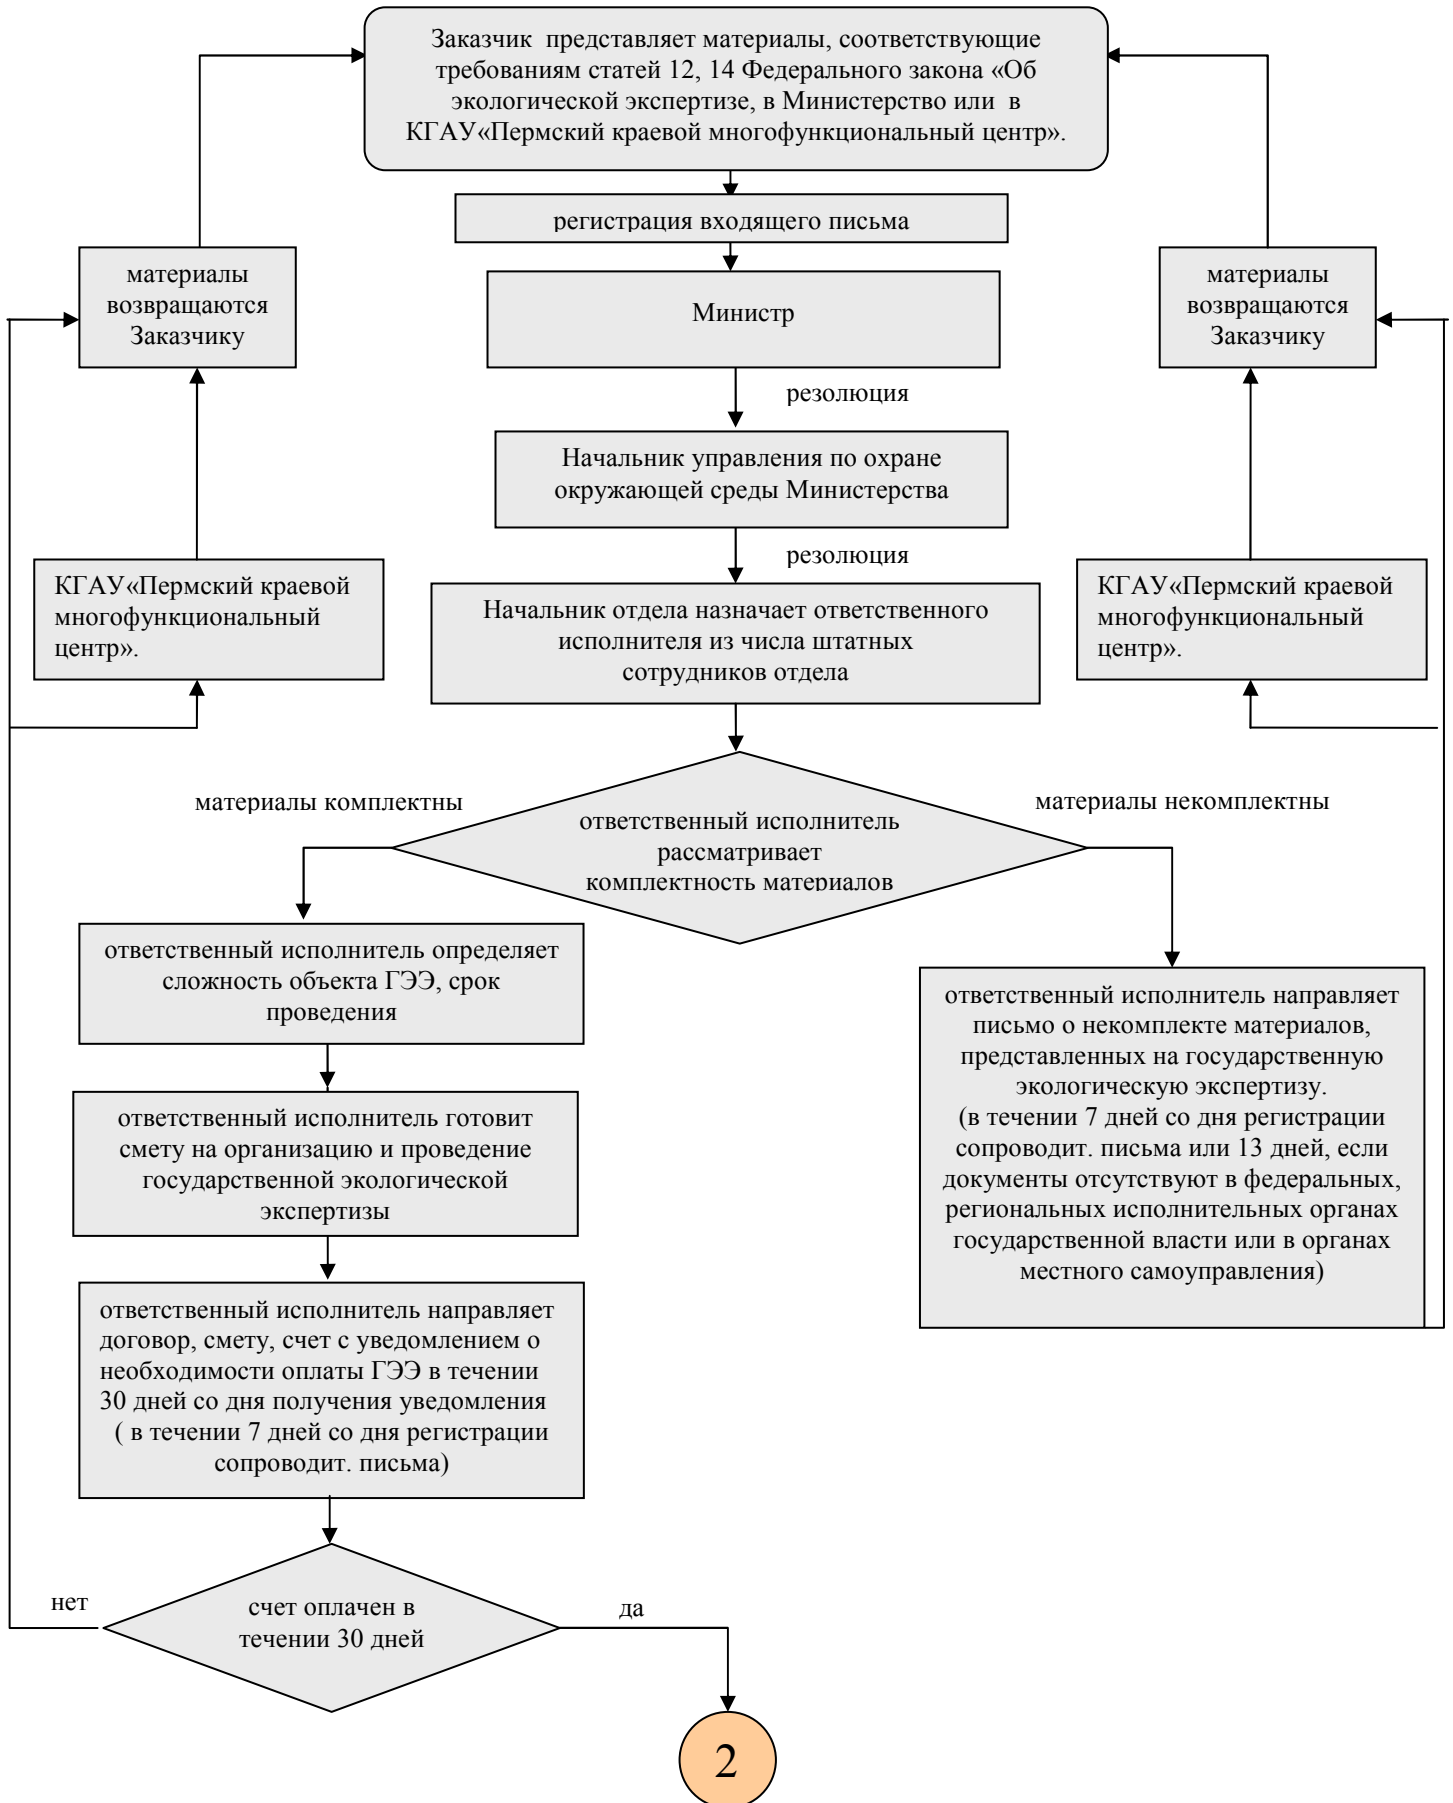 Заказчик представляет материалы, соответствующие
требованиям статей 12, 14 Федерального закона «Об
экологической экспертизе, в Министерство или в
КГАУ«Пермский краевой многофункциональный центр».
регистрация входящего письма
материалы
возвращаются
Заказчику
Министр
материалы
возвращаются
Заказчику
резолюция
Начальник управления по охране
окружающей среды Министерства
резолюция
КГАУ«Пермский краевой
многофункциональный
центр».
Начальник отдела назначает ответственного
исполнителя из числа штатных
сотрудников отдела
КГАУ«Пермский краевой
многофункциональный
центр».
материалы комплектны
материалы некомплектны
ответственный исполнитель
рассматривает
комплектность материалов
ответственный исполнитель определяет
сложность объекта ГЭЭ, срок
проведения
ответственный исполнитель направляет
письмо о некомплекте материалов,
представленных на государственную
экологическую экспертизу.
(в течении 7 дней со дня регистрации
сопроводит. письма или 13 дней, если
документы отсутствуют в федеральных,
региональных исполнительных органах
государственной власти или в органах
местного самоуправления)
ответственный исполнитель готовит
смету на организацию и проведение
государственной экологической
экспертизы
ответственный исполнитель направляет
договор, смету, счет с уведомлением о
необходимости оплаты ГЭЭ в течении
30 дней со дня получения уведомления
( в течении 7 дней со дня регистрации
сопроводит. письма)
нет
счет оплачен в
течении 30 дней
да
2